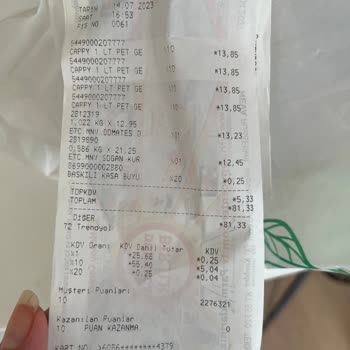 TARİH 14.07.2023
SAAT 16:53
FİŞ NO 0061
5449000207777
CAPPY 1 LT PET GE %10 *13,85
5449000207777
CAPPY 1 LT PET GE %10 *13,85
5449000207777
CAPPY 1 LT PET GE %10 *13,85
5449000207777
CAPPY 1 LT PET GE %10 *13,85
2812319
1,022 KG X 12.95
ETC MNV DOMATES D %01 *13,23
2819890
0,586 KG X 21.25
ETC MNV SOGAN KUR %01 *12,45
8699000002880
BASKILI KASA BUYU %20 *0,25
TOPKDV *5,33
TOPLAM *81,33
DİĞER *81,33
T2 Trendyol
KDV Oranı KDV Dahil Tutar KDV
%1 *25,68 *0,25
%10 *55,40 *5,04
%20 *0,25 *0,04
Müşteri Puanları
10 2276321
Kazanılan Puanlar
10 PUAN KAZANMA 0